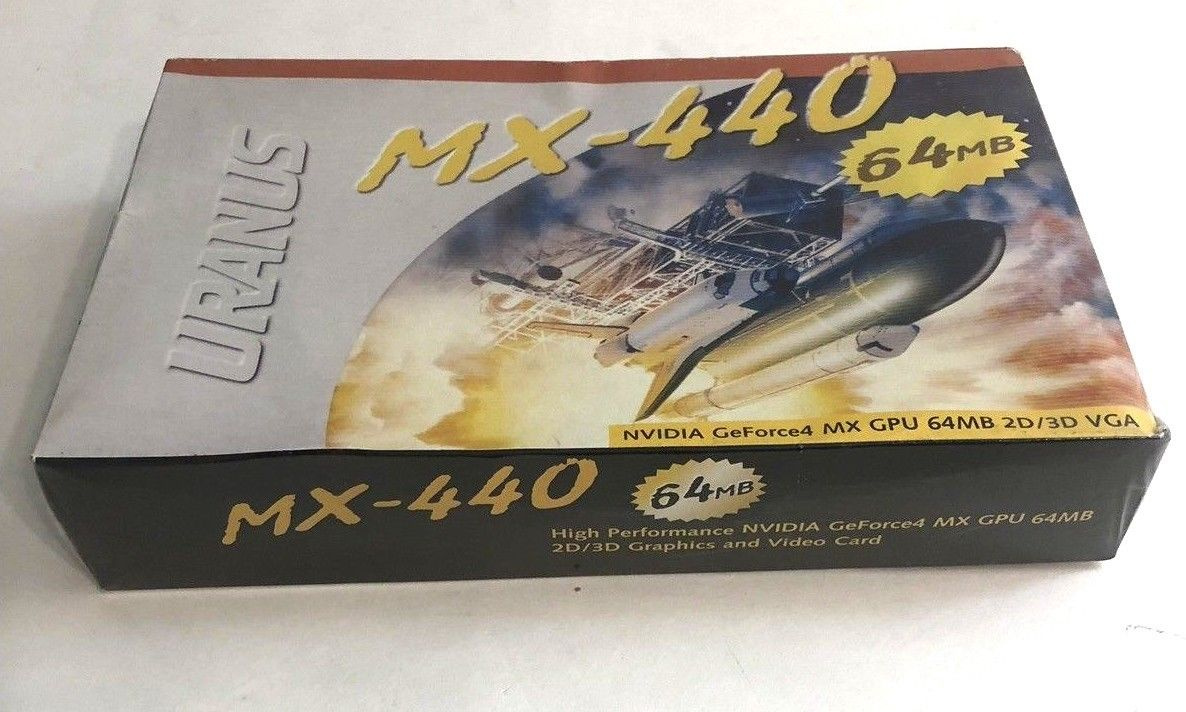 URANUS
MX-440
64MB
NVIDIA GeForce4 MX GPU 64MB 2D/3D VGA
MX-440
64MB
High Performance NVIDIA GeForce4 MX GPU 64MB
2D/3D Graphics and Video Card